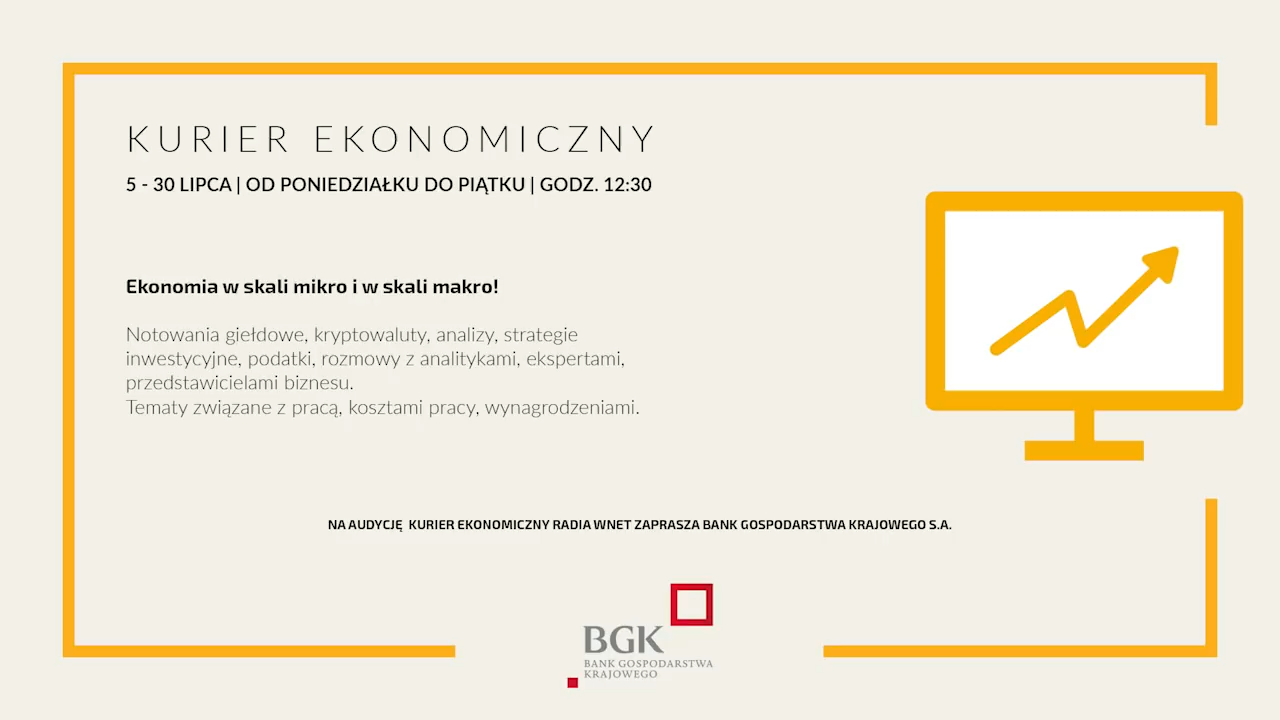 KURIER EKONOMICZNY
5 - 30 LIPCA | OD PONIEDZIAŁKU DO PIĄTKU | GODZ. 12:30
Ekonomia w skali mikro i w skali makro!
Notowania giełdowe, kryptowaluty, analizy, strategie
inwestycyjne, podatki, rozmowy z analitykami, ekspertami,
przedstawicielami biznesu.
Tematy związane z pracą, kosztami pracy, wynagrodzeniami.
NA AUDYCJĘ KURIER EKONOMICZNY RADIA WNET ZAPRASZA BANK GOSPODARSTWA KRAJOWEGO S.A.
BGK
BANK GOSPODARSTWA
KRAJOWEGO